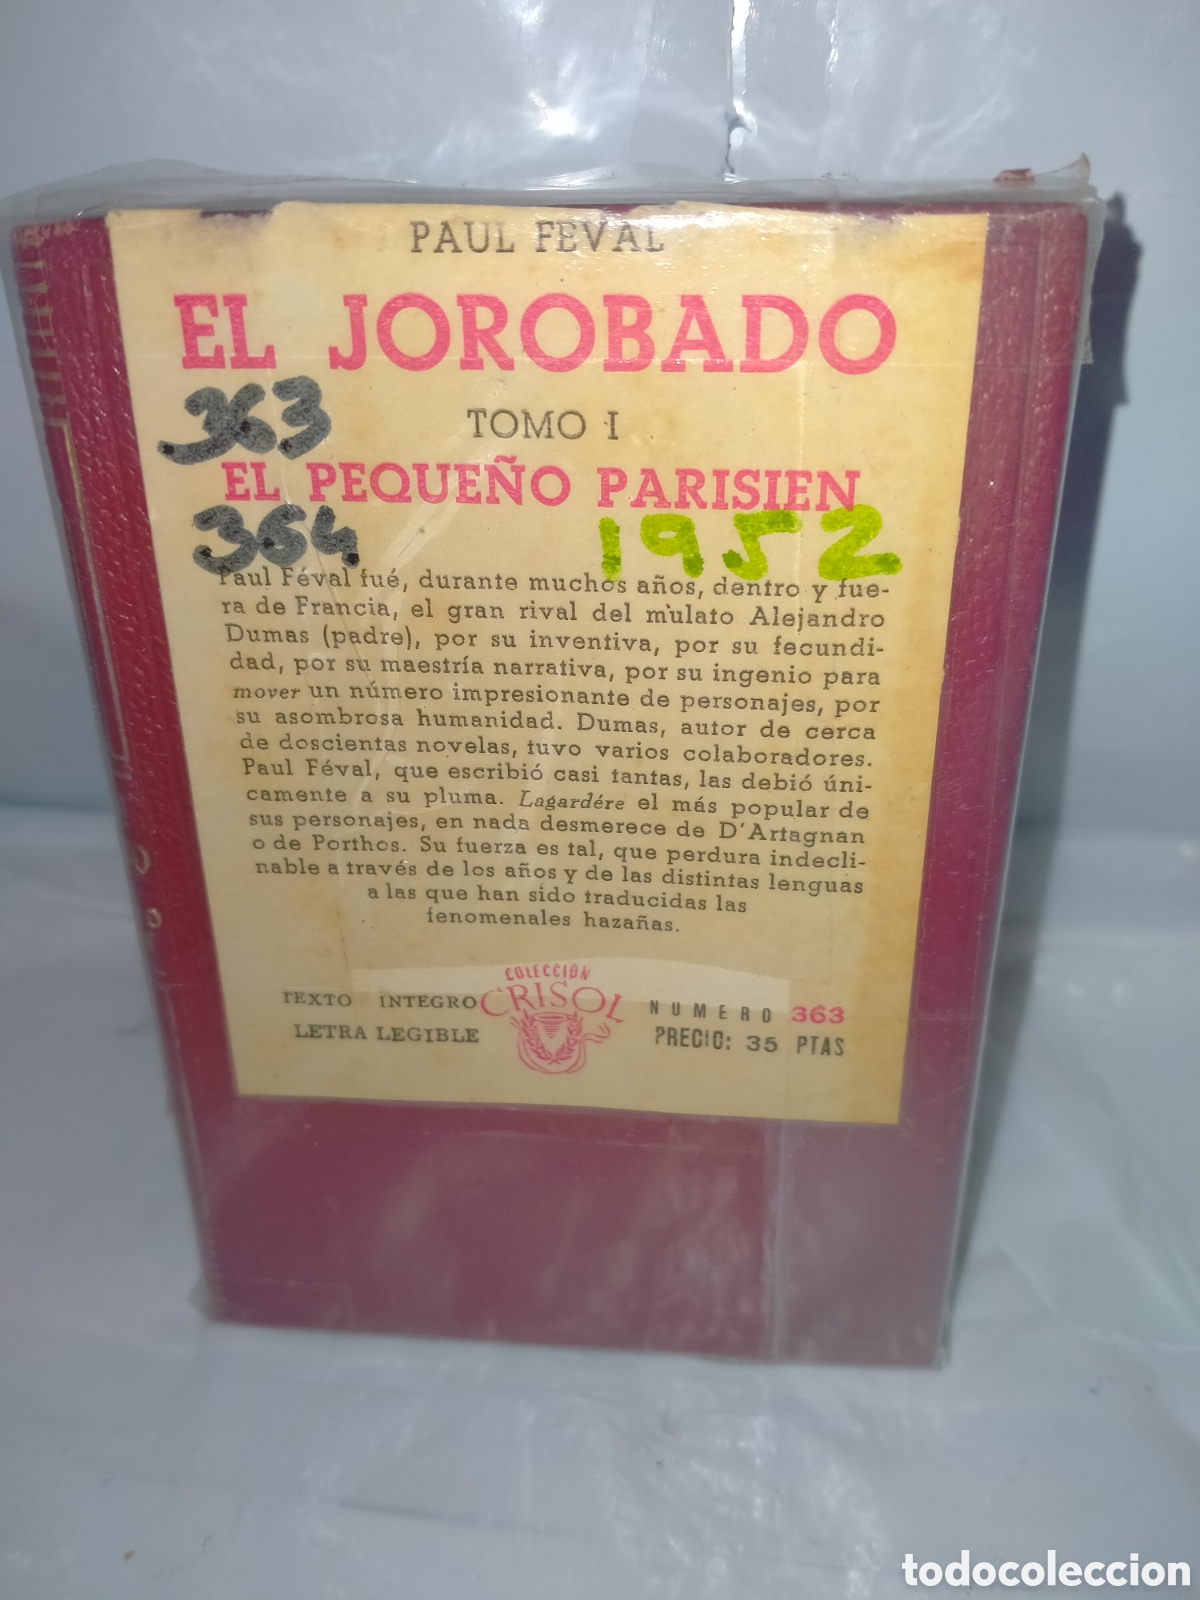 PAUL FEVAL
EL JOROBADO
363
TOMO I
EL PEQUEÑO PARISIEN
364 1952
Paul Féval fué, durante muchos años, dentro y fue-
ra de Francia, el gran rival del mulato Alejandro
Dumas (padre), por su inventiva, por su fecundi-
dad, por su maestría narrativa, por su ingenio para
mover un número impresionante de personajes, por
su asombrosa humanidad. Dumas, autor de cerca
de doscientas novelas, tuvo varios colaboradores.
Paul Féval, que escribió casi tantas, las debió úni-
camente a su pluma. Lagardére el más popular de
sus personajes, en nada desmerece de D'Artagnan
o de Porthos. Su fuerza es tal, que perdura indecli-
nable a través de los años y de las distintas lenguas
a las que han sido traducidas las
fenomenales hazañas.
TEXTO INTEGRO
LETRA LEGIBLE
COLECCIÓN
CRISOL
NUMERO 363
PRECIO: 35 PTAS
todocoleccion